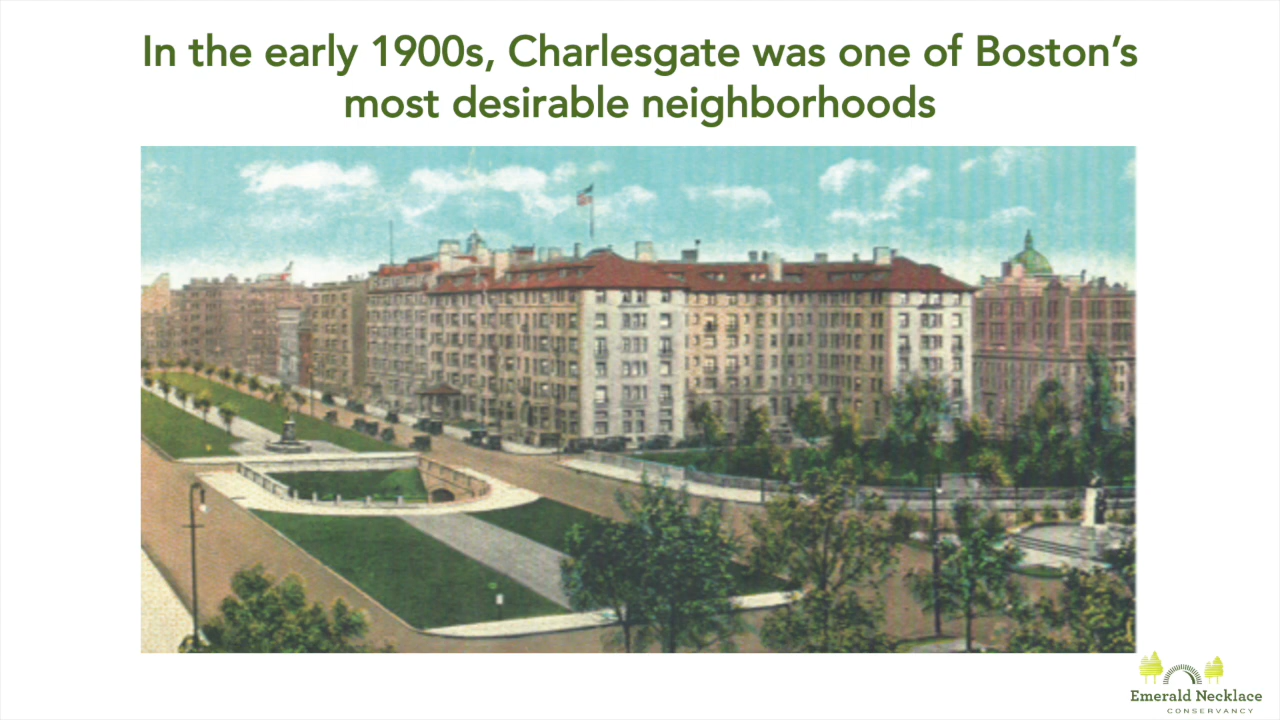 In the early 1900s, Charlesgate was one of Boston’s
most desirable neighborhoods
Emerald Necklace
CONSERVANCY